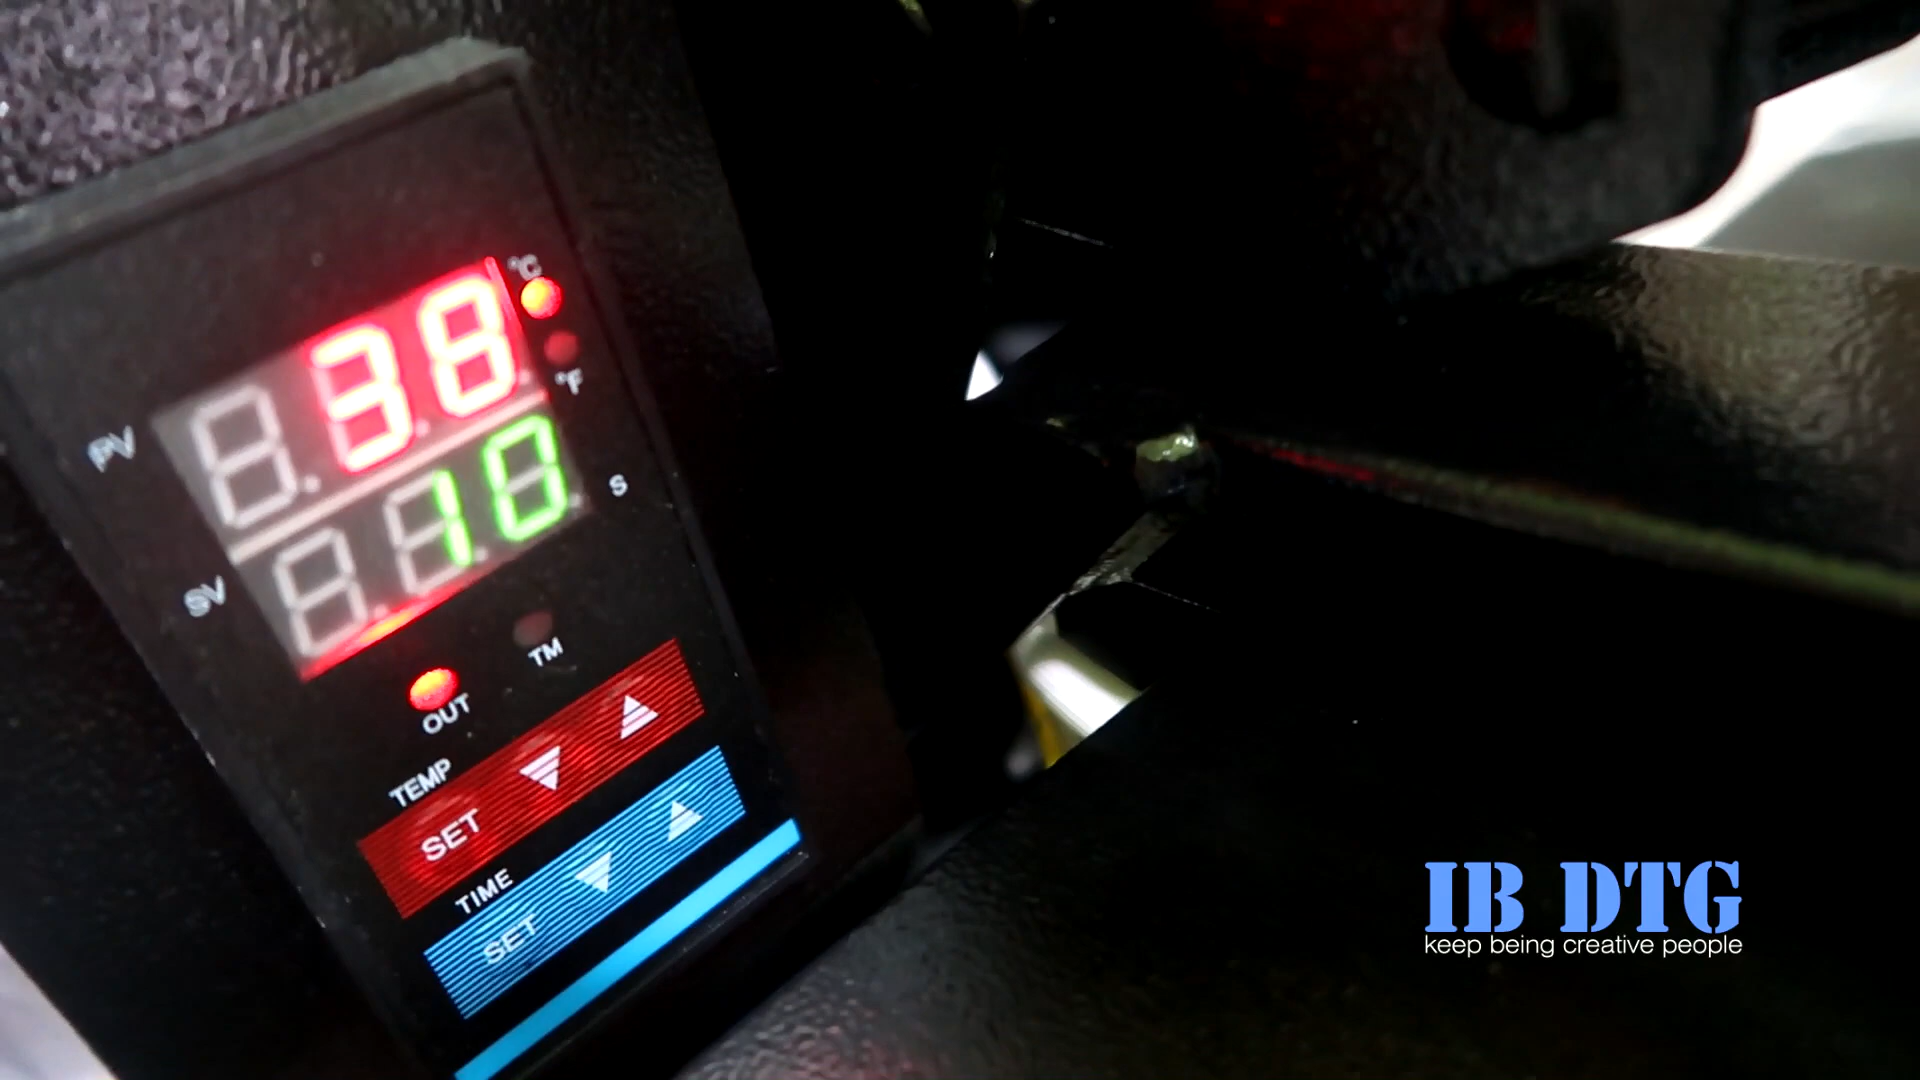 °C
38
°F
PV
10
S
SV
TM
OUT
TEMP
SET
TIME
SET
IB DTG
keep being creative people